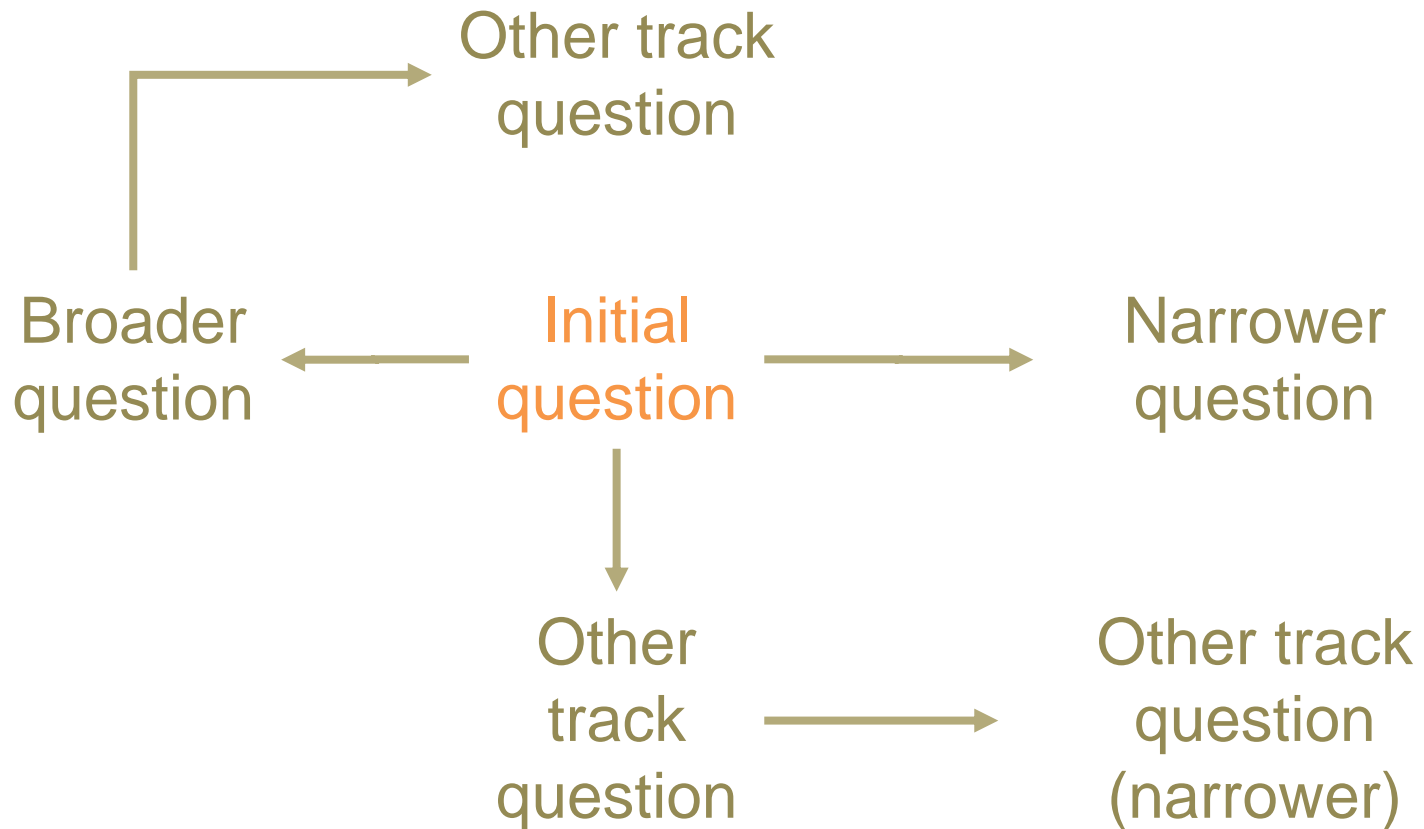 Other track
question
Broader
question
Initial
question
Narrower
question
Other
track
question
Other track
question
(narrower)